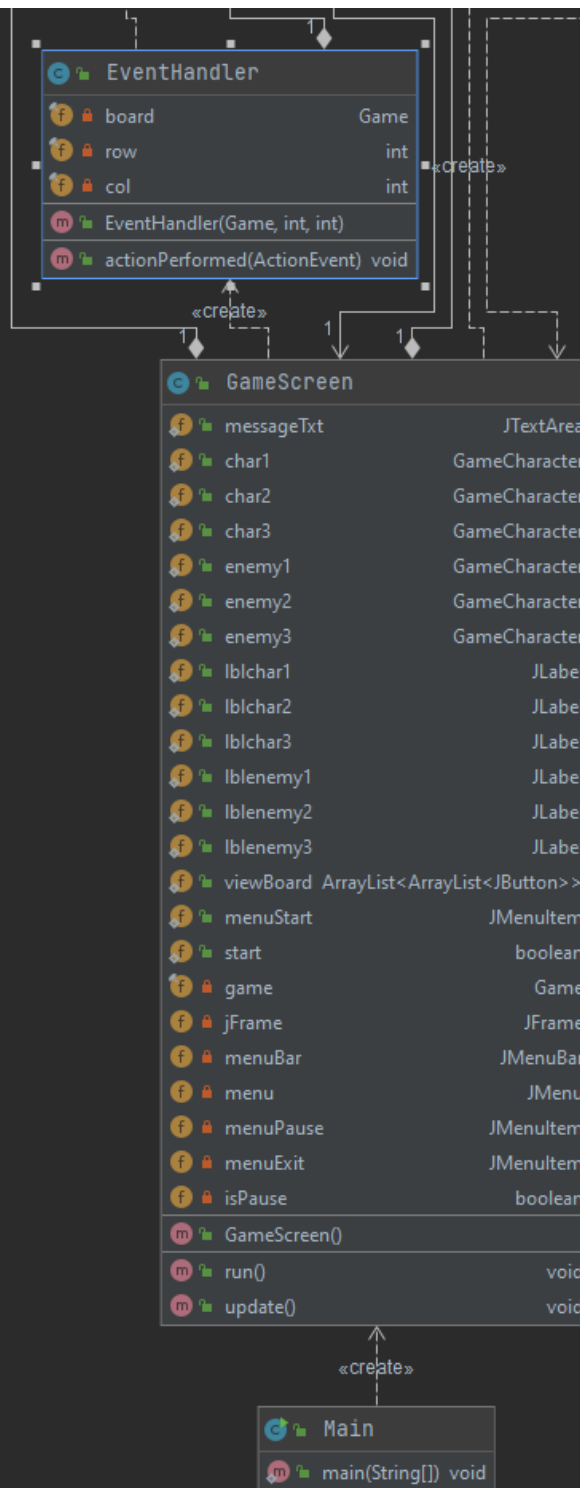 1
EventHandler
board Game
row int
«create»
col int
EventHandler(Game, int, int)
actionPerformed(ActionEvent) void
«create»
1 1 1
GameScreen
messageTxt JTextArea
char1 GameCharacter
char2 GameCharacter
char3 GameCharacter
enemy1 GameCharacter
enemy2 GameCharacter
enemy3 GameCharacter
lblchar1 JLabel
lblchar2 JLabel
lblchar3 JLabel
lblenemy1 JLabel
lblenemy2 JLabel
lblenemy3 JLabel
viewBoard ArrayList<ArrayList<JButton>>
menuStart JMenuItem
start boolean
game Game
jFrame JFrame
menuBar JMenuBar
menu JMenu
menuPause JMenuItem
menuExit JMenuItem
isPause boolean
GameScreen()
run() void
update() void
«create»
Main
main(String[]) void